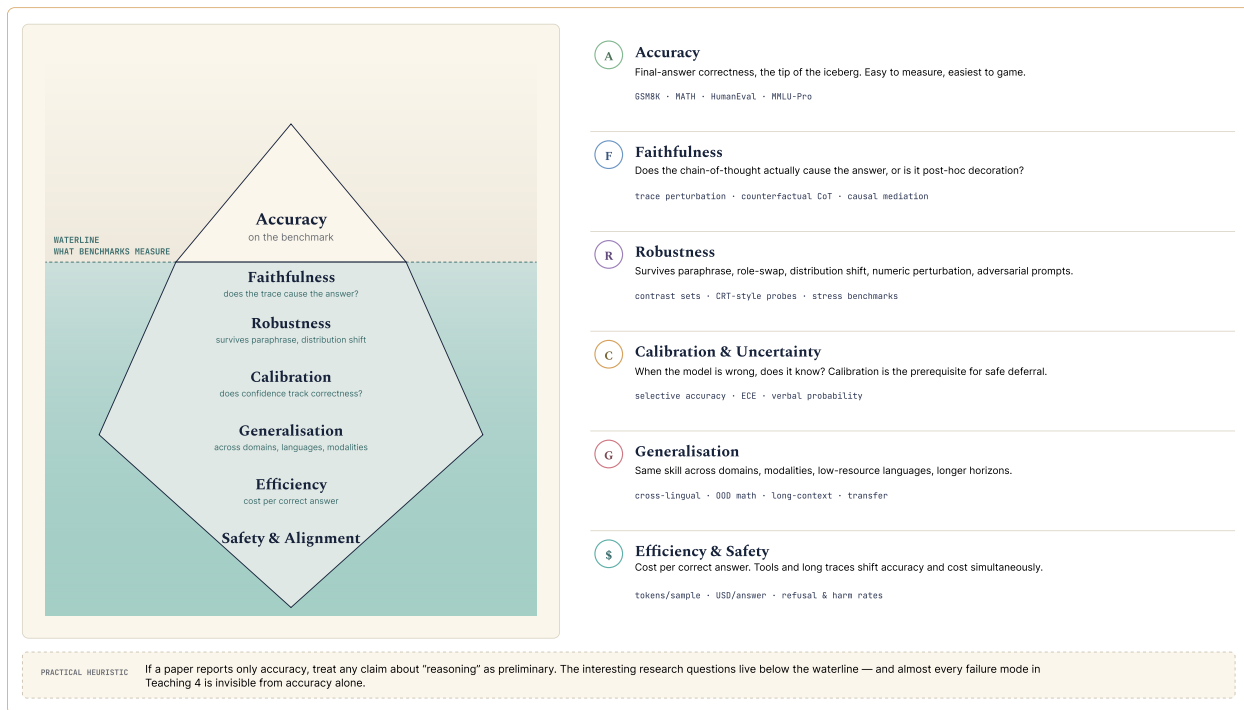 Accuracy
on the benchmark
WATERLINE
WHAT BENCHMARKS MEASURE
Faithfulness
does the trace cause the answer?
Robustness
survives paraphrase, distribution shift
Calibration
does confidence track correctness?
Generalisation
across domains, languages, modalities
Efficiency
cost per correct answer
Safety & Alignment
A
Accuracy
Final-answer correctness, the tip of the iceberg. Easy to measure, easiest to game.
GSM8K · MATH · HumanEval · MMLU-Pro
F
Faithfulness
Does the chain-of-thought actually cause the answer, or is it post-hoc decoration?
trace perturbation · counterfactual CoT · causal mediation
R
Robustness
Survives paraphrase, role-swap, distribution shift, numeric perturbation, adversarial prompts.
contrast sets · CRT-style probes · stress benchmarks
C
Calibration & Uncertainty
When the model is wrong, does it know? Calibration is the prerequisite for safe deferral.
selective accuracy · ECE · verbal probability
G
Generalisation
Same skill across domains, modalities, low-resource languages, longer horizons.
cross-lingual · OOD math · long-context · transfer
$
Efficiency & Safety
Cost per correct answer. Tools and long traces shift accuracy and cost simultaneously.
tokens/sample · USD/answer · refusal & harm rates
PRACTICAL HEURISTIC
If a paper reports only accuracy, treat any claim about “reasoning” as preliminary. The interesting research questions live below the waterline — and almost every failure mode in
Teaching 4 is invisible from accuracy alone.